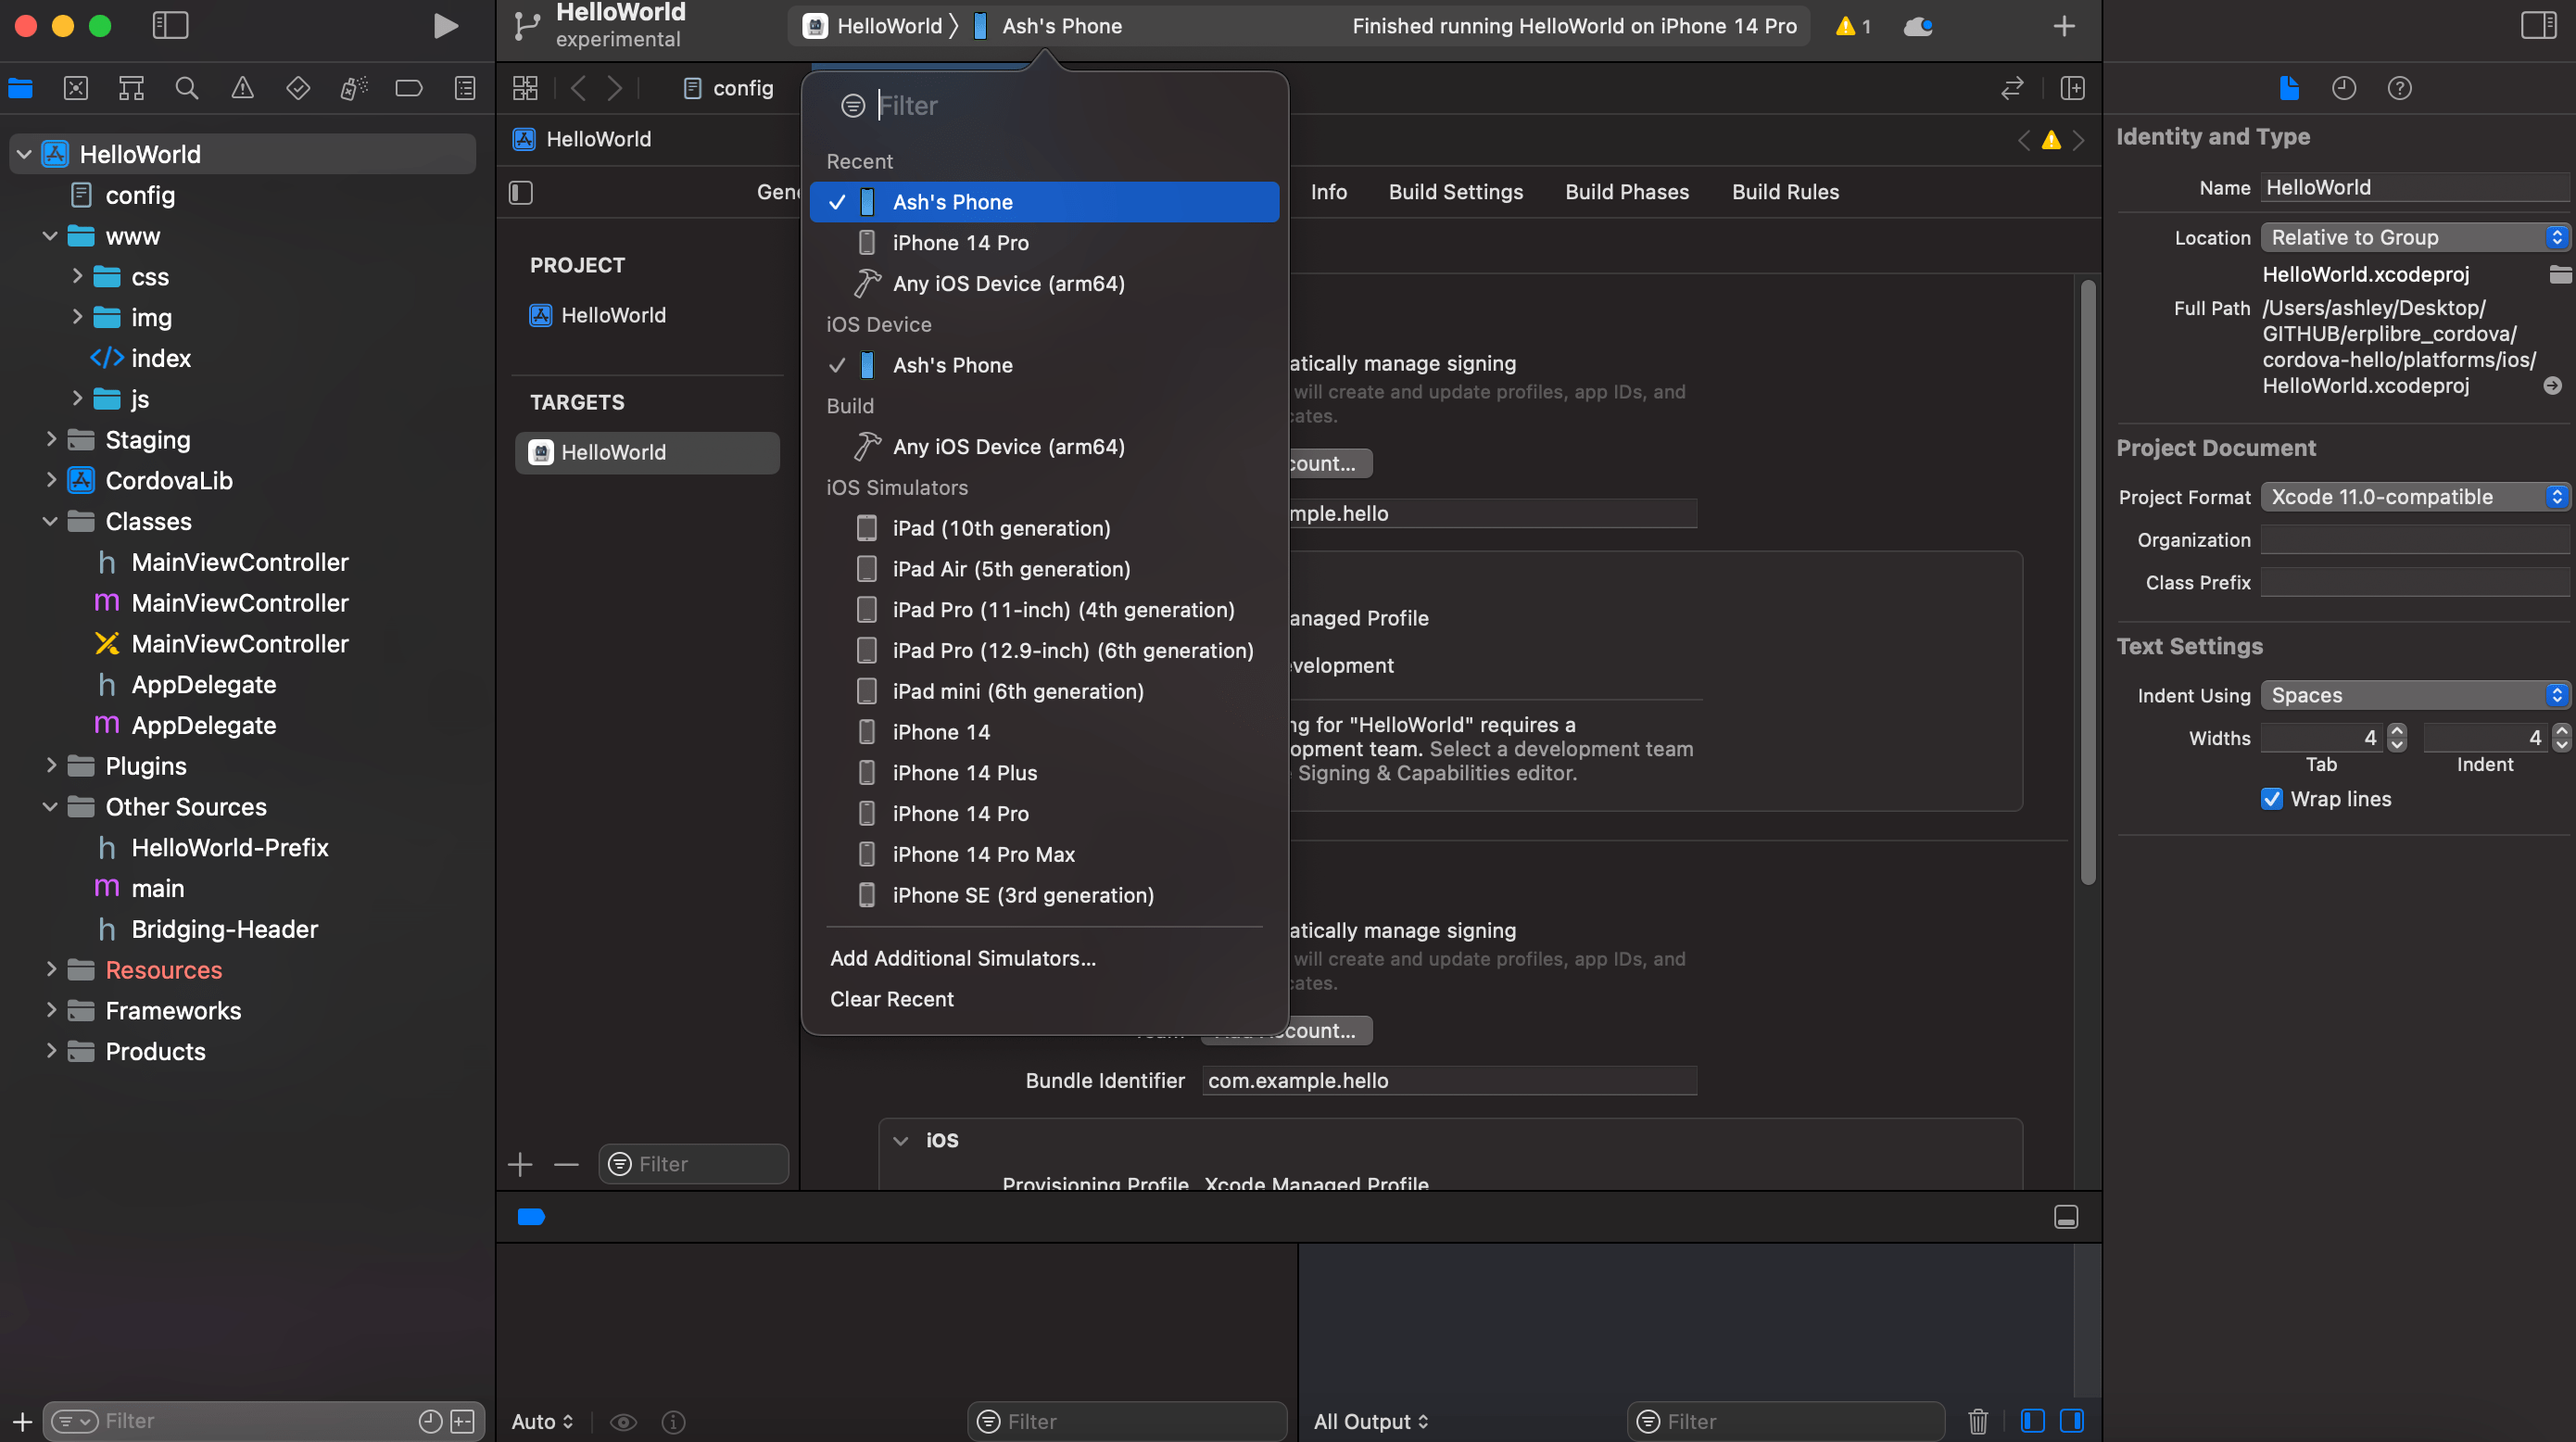 HelloWorld
experimental
HelloWorld
Ash's Phone
Finished running HelloWorld on iPhone 14 Pro
1
config
HelloWorld
config
www
css
img
index
js
Staging
CordovaLib
Classes
MainViewController
MainViewController
MainViewController
AppDelegate
AppDelegate
Plugins
Other Sources
HelloWorld-Prefix
main
Bridging-Header
Resources
Frameworks
Products
Filter
HelloWorld
Gene
Info
Build Settings
Build Phases
Build Rules
PROJECT
HelloWorld
TARGETS
HelloWorld
Filter
Filter
Recent
Ash's Phone
iPhone 14 Pro
Any iOS Device (arm64)
iOS Device
Ash's Phone
Build
Any iOS Device (arm64)
iOS Simulators
iPad (10th generation)
iPad Air (5th generation)
iPad Pro (11-inch) (4th generation)
iPad Pro (12.9-inch) (6th generation)
iPad mini (6th generation)
iPhone 14
iPhone 14 Plus
iPhone 14 Pro
iPhone 14 Pro Max
iPhone SE (3rd generation)
Add Additional Simulators...
Clear Recent
atically manage signing
will create and update profiles, app IDs, and
cates.
count...
mple.hello
anaged Profile
velopment
ng for "HelloWorld" requires a
opment team. Select a development team
Signing & Capabilities editor.
atically manage signing
will create and update profiles, app IDs, and
cates.
count...
Bundle Identifier com.example.hello
iOS
Provisioning Profile Xcode Managed Profile
Auto
Filter
All Output
Filter
Identity and Type
Name HelloWorld
Location Relative to Group
HelloWorld.xcodeproj
Full Path /Users/ashley/Desktop/
GITHUB/erplibre_cordova/
cordova-hello/platforms/ios/
HelloWorld.xcodeproj
Project Document
Project Format Xcode 11.0-compatible
Organization
Class Prefix
Text Settings
Indent Using Spaces
Widths 4 4
Tab Indent
Wrap lines